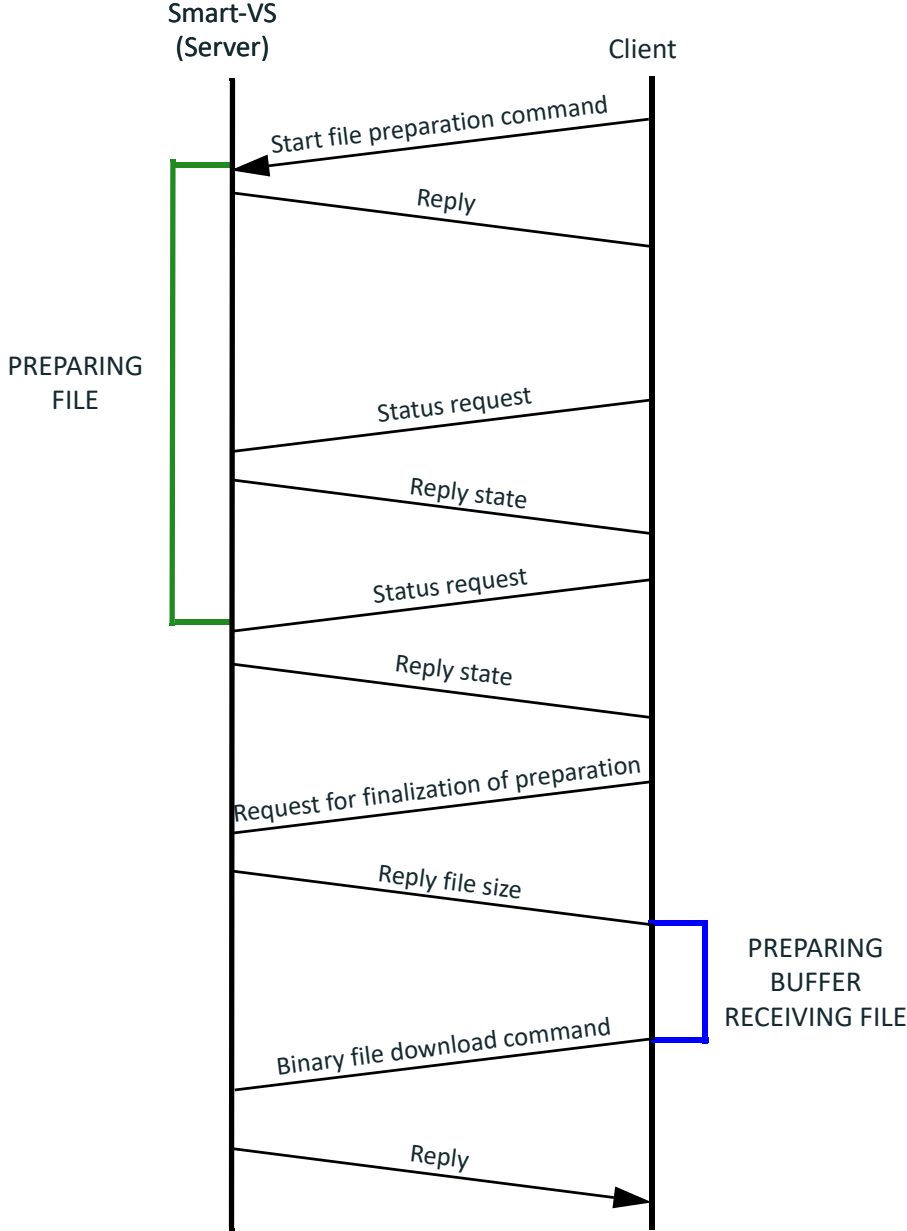 Smart-VS
(Server)
Client
Start file preparation command
Reply
PREPARING
FILE
Status request
Reply state
Status request
Reply state
Request for finalization of preparation
Reply file size
PREPARING
BUFFER
RECEIVING FILE
Binary file download command
Reply